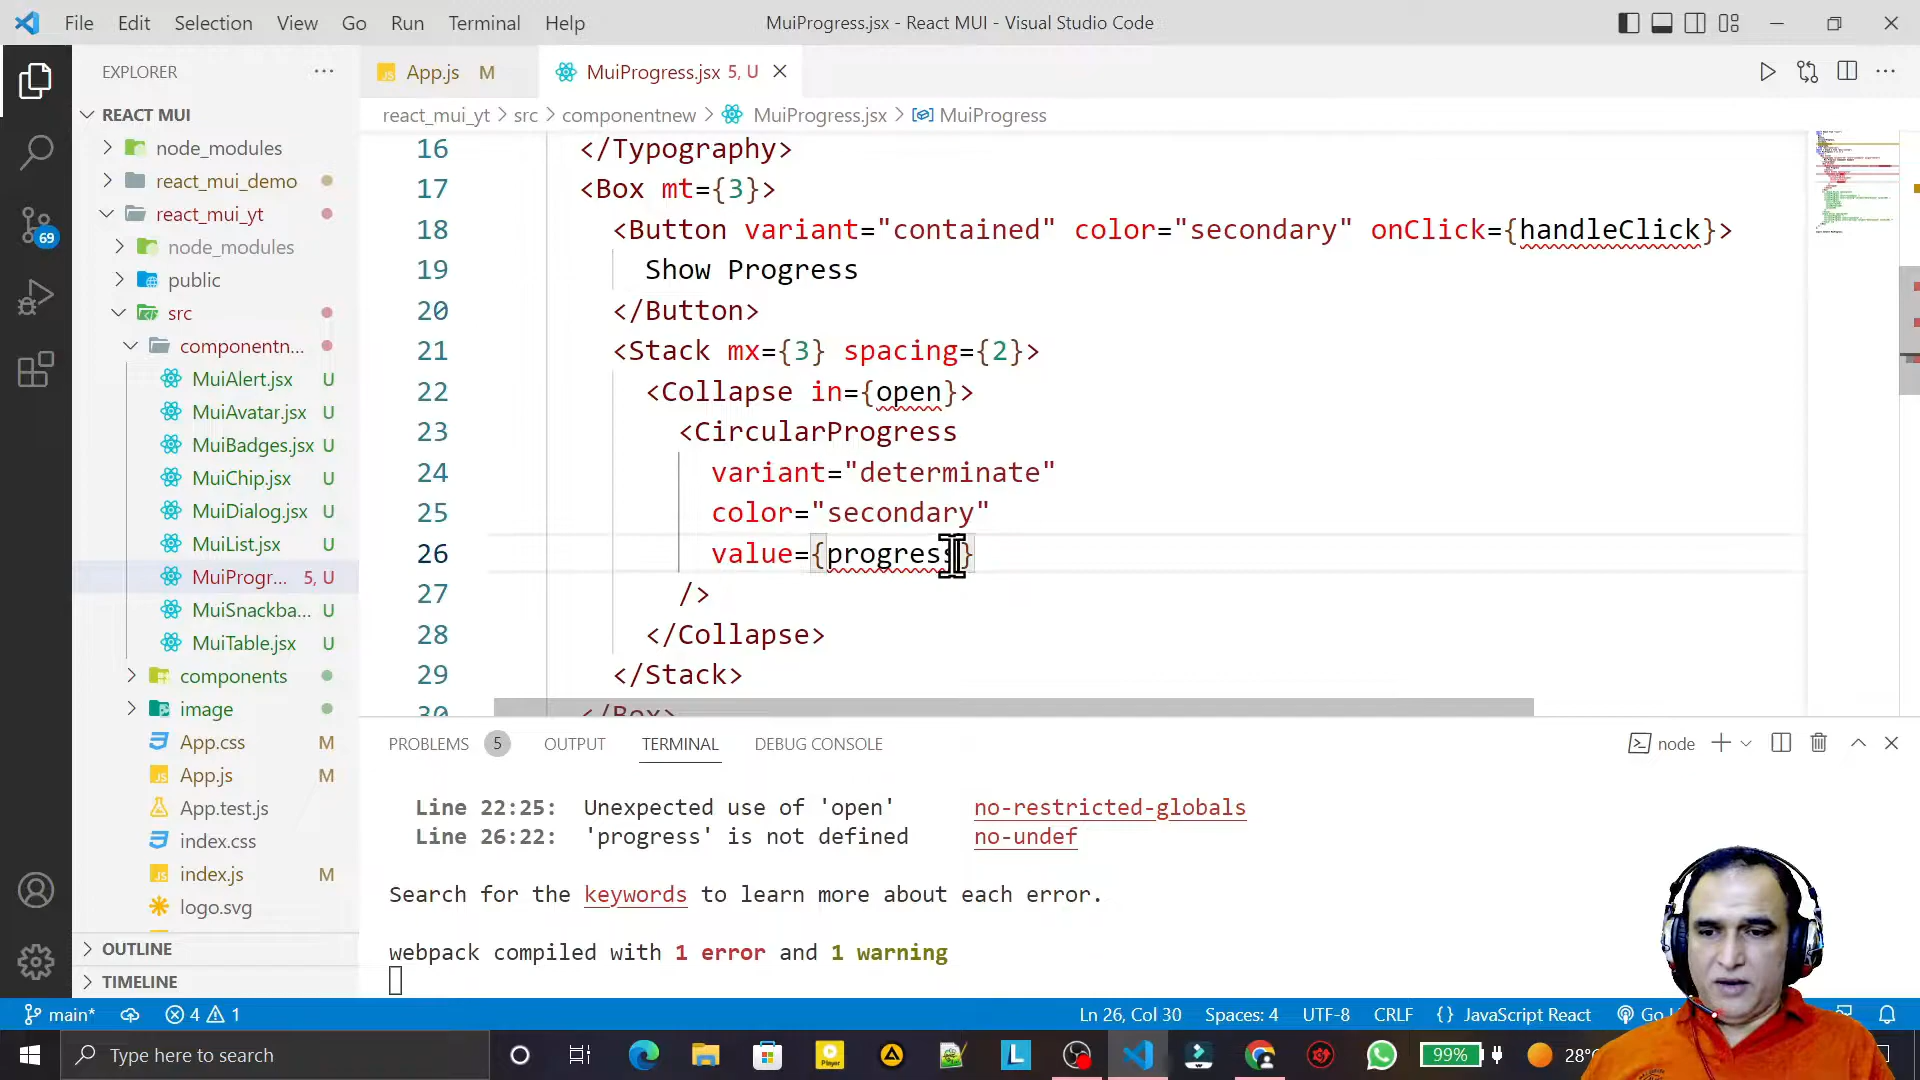 File Edit Selection View Go Run Terminal Help MuiProgress.jsx - React MUI - Visual Studio Code
EXPLORER
App.js M
MuiProgress.jsx 5, U
react_mui_yt > src > componentnew > MuiProgress.jsx > MuiProgress
REACT MUI
node_modules
react_mui_demo
react_mui_yt
node_modules
public
src
componentn...
MuiAlert.jsx U
MuiAvatar.jsx U
MuiBadges.jsx U
MuiChip.jsx U
MuiDialog.jsx U
MuiList.jsx U
MuiProgr... 5, U
MuiSnackba... U
MuiTable.jsx U
components
image
App.css M
App.js M
App.test.js
index.css
index.js M
logo.svg
OUTLINE
TIMELINE
69
16 </Typography>
17 <Box mt={3}>
18 <Button variant="contained" color="secondary" onClick={handleClick}>
19 Show Progress
20 </Button>
21 <Stack mx={3} spacing={2}>
22 <Collapse in={open}>
23 <CircularProgress
24 variant="determinate"
25 color="secondary"
26 value={progress}
27 />
28 </Collapse>
29 </Stack>
30 </Box>
PROBLEMS 5 OUTPUT TERMINAL DEBUG CONSOLE node
Line 22:25: Unexpected use of 'open' no-restricted-globals
Line 26:22: 'progress' is not defined no-undef
Search for the keywords to learn more about each error.
webpack compiled with 1 error and 1 warning
main* 4 1 Ln 26, Col 30 Spaces: 4 UTF-8 CRLF {} JavaScript React Go
Type here to search
Player
L
99%
28°